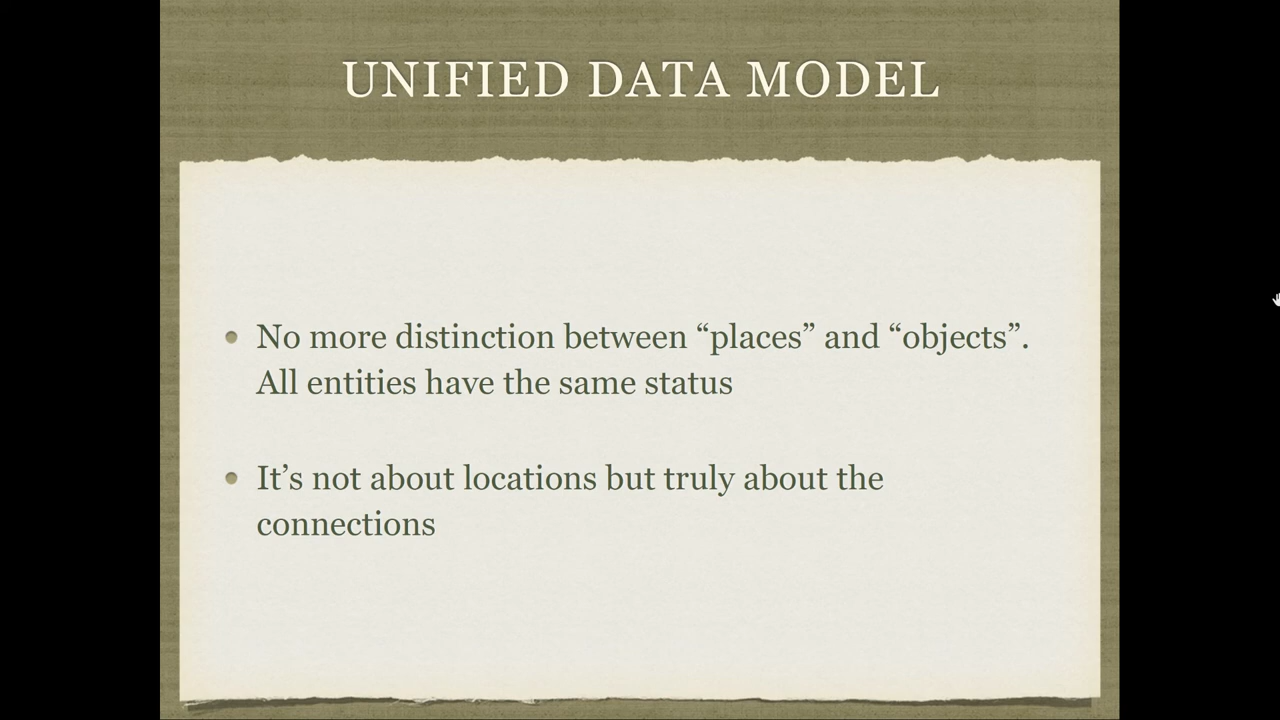 UNIFIED DATA MODEL
No more distinction between “places” and “objects”.
All entities have the same status
It’s not about locations but truly about the
connections